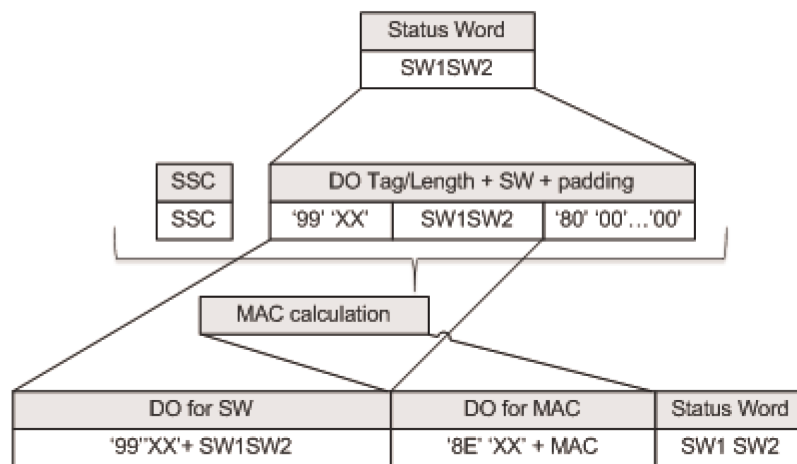 Status Word
SW1SW2
SSC
DO Tag/Length + SW + padding
SSC
‘99’ ‘XX’
SW1SW2
‘80’ ‘00’…‘00’
MAC calculation
DO for SW
DO for MAC
Status Word
‘99’‘XX’+ SW1SW2
‘8E’ ‘XX’ + MAC
SW1 SW2